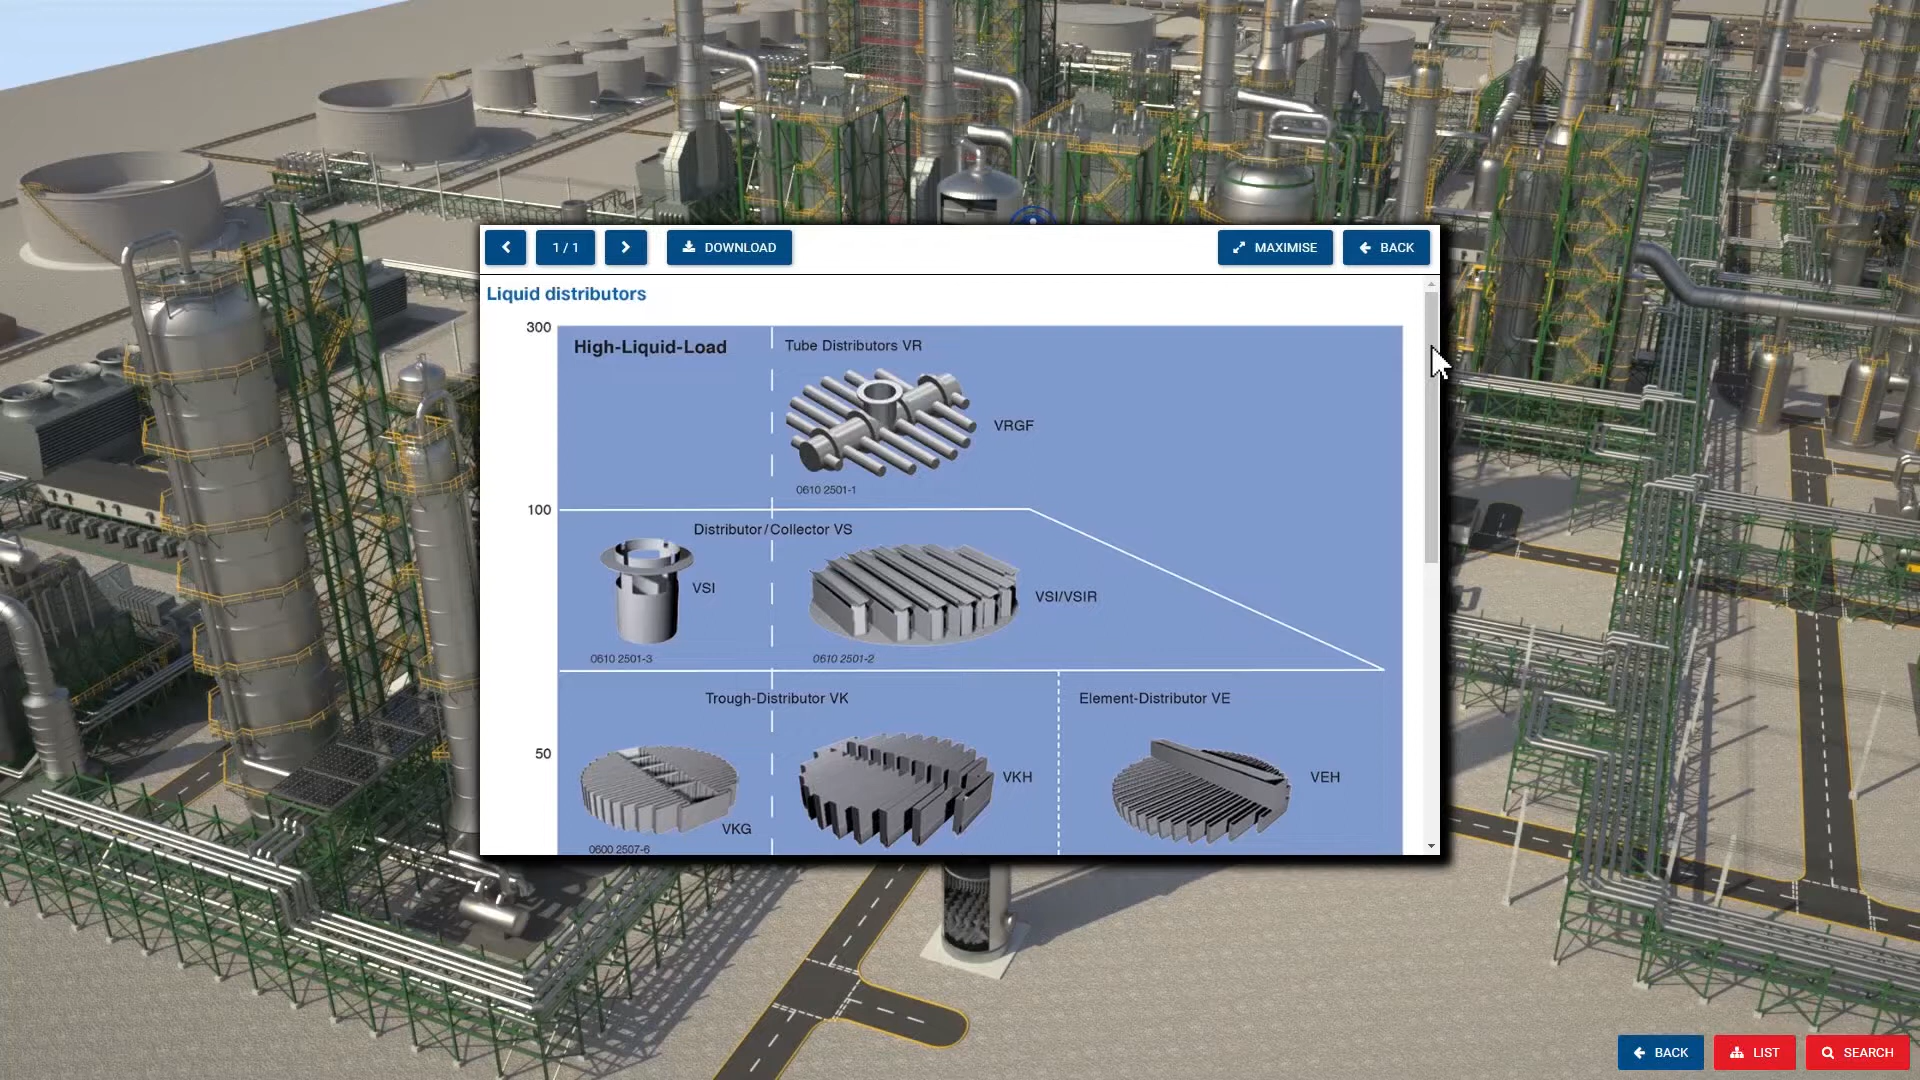 1 / 1
DOWNLOAD
MAXIMISE
BACK
Liquid distributors
300
High-Liquid-Load
Tube Distributors VR
VRGF
0610 2501-1
100
Distributor/Collector VS
VSI
VSI/VSIR
0610 2501-3
0610 2501-2
Trough-Distributor VK
Element-Distributor VE
50
VKH
VEH
VKG
0600 2507-6
BACK
LIST
SEARCH